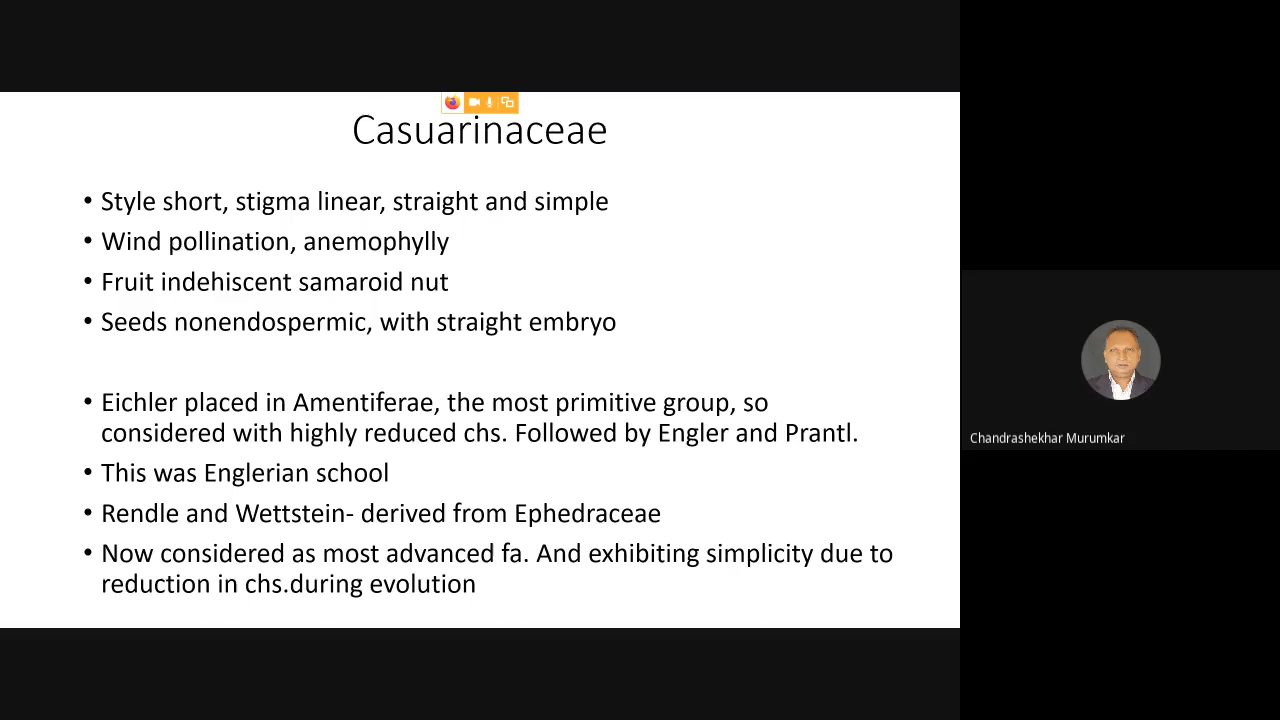 Casuarinaceae
• Style short, stigma linear, straight and simple
• Wind pollination, anemophylly
• Fruit indehiscent samaroid nut
• Seeds nonendospermic, with straight embryo
• Eichler placed in Amentiferae, the most primitive group, so
considered with highly reduced chs. Followed by Engler and Prantl.
• This was Englerian school
• Rendle and Wettstein- derived from Ephedraceae
• Now considered as most advanced fa. And exhibiting simplicity due to
reduction in chs.during evolution
Chandrashekhar Murumkar